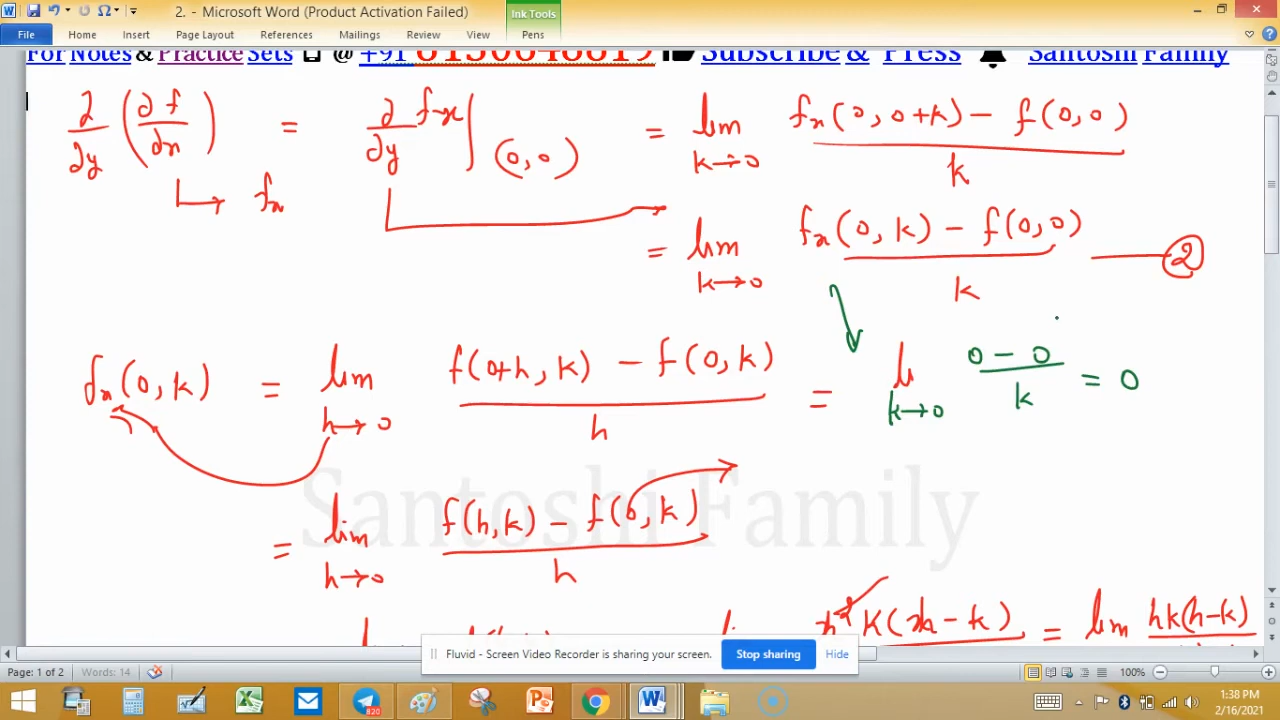 2. - Microsoft Word (Product Activation Failed)
Ink Tools
File Home Insert Page Layout References Mailings Review View Pens
For Notes & Practice Sets @ +91 8130648819 Subscribe & Press Santoshi Family
∂/∂y (∂f/∂x) = ∂/∂y fx |(0,0) = lim k→0 (fx(0, 0+k) − f(0,0)) / k
↳ fx
= lim k→0 (fx(0, k) − f(0,0)) / k — ②
fx(0, k) = lim h→0 (f(0+h, k) − f(0, k)) / h = li k→0 (0 − 0) / k = 0
Santoshi Family
= lim h→0 (f(h,k) − f(0,k)) / h
hk(h−k)
= lim
Fluvid - Screen Video Recorder is sharing your screen. Stop sharing Hide
Page: 1 of 2 Words: 14 100%
820
1:38 PM
2/16/2021